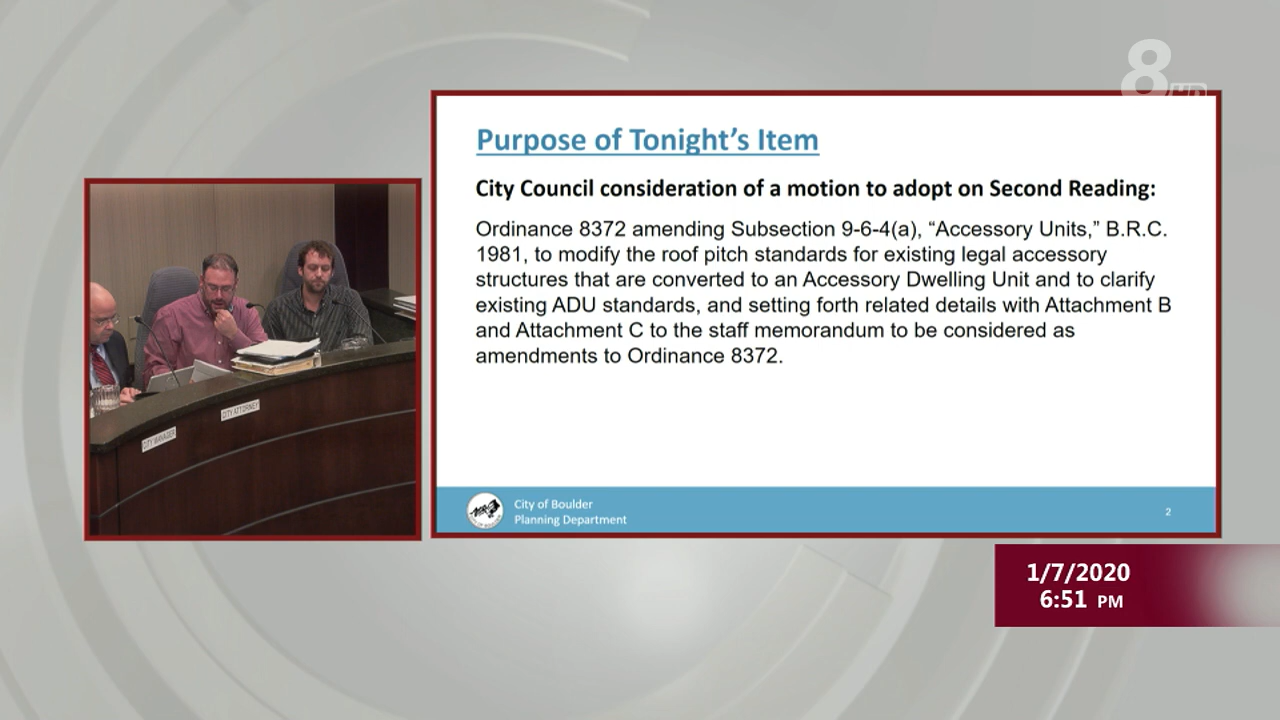 8
HD
Purpose of Tonight's Item
City Council consideration of a motion to adopt on Second Reading:
Ordinance 8372 amending Subsection 9-6-4(a), “Accessory Units,” B.R.C.
1981, to modify the roof pitch standards for existing legal accessory
structures that are converted to an Accessory Dwelling Unit and to clarify
existing ADU standards, and setting forth related details with Attachment B
and Attachment C to the staff memorandum to be considered as
amendments to Ordinance 8372.
CITY MANAGER
CITY ATTORNEY
City of Boulder
Planning Department
2
1/7/2020
6:51 PM